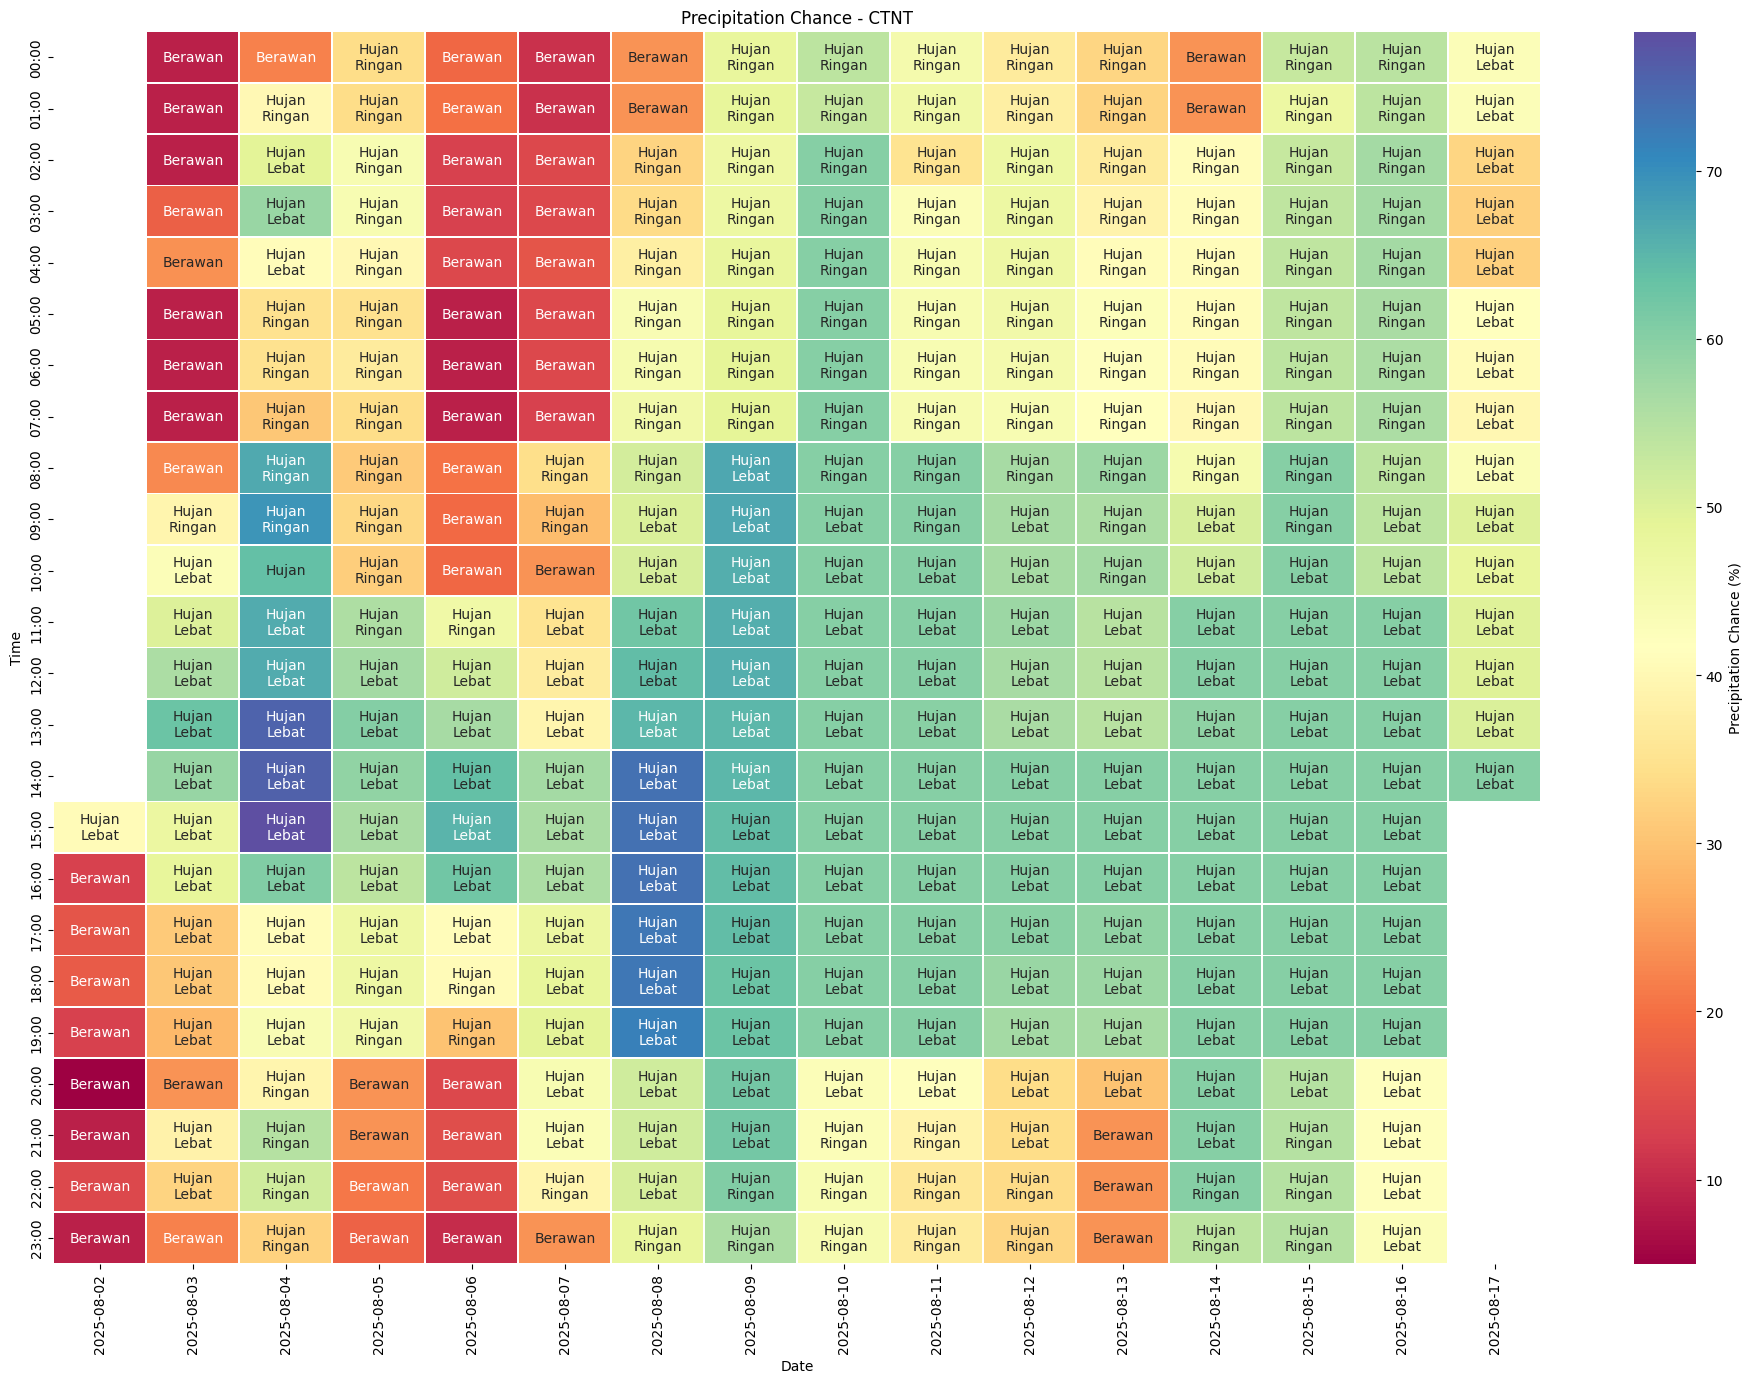 Precipitation Chance - CTNT
00:00 Berawan Berawan Hujan Ringan Berawan Berawan Berawan Hujan Ringan Hujan Ringan Hujan Ringan Hujan Ringan Hujan Ringan Berawan Hujan Ringan Hujan Ringan Hujan Lebat
01:00 Berawan Hujan Ringan Hujan Ringan Berawan Berawan Berawan Hujan Ringan Hujan Ringan Hujan Ringan Hujan Ringan Hujan Ringan Berawan Hujan Ringan Hujan Ringan Hujan Lebat
02:00 Berawan Hujan Lebat Hujan Ringan Berawan Berawan Hujan Ringan Hujan Ringan Hujan Ringan Hujan Ringan Hujan Ringan Hujan Ringan Hujan Ringan Hujan Ringan Hujan Ringan Hujan Lebat
03:00 Berawan Hujan Lebat Hujan Ringan Berawan Berawan Hujan Ringan Hujan Ringan Hujan Ringan Hujan Ringan Hujan Ringan Hujan Ringan Hujan Ringan Hujan Ringan Hujan Ringan Hujan Lebat
04:00 Berawan Hujan Lebat Hujan Ringan Berawan Berawan Hujan Ringan Hujan Ringan Hujan Ringan Hujan Ringan Hujan Ringan Hujan Ringan Hujan Ringan Hujan Ringan Hujan Ringan Hujan Lebat
05:00 Berawan Hujan Ringan Hujan Ringan Berawan Berawan Hujan Ringan Hujan Ringan Hujan Ringan Hujan Ringan Hujan Ringan Hujan Ringan Hujan Ringan Hujan Ringan Hujan Ringan Hujan Lebat
06:00 Berawan Hujan Ringan Hujan Ringan Berawan Berawan Hujan Ringan Hujan Ringan Hujan Ringan Hujan Ringan Hujan Ringan Hujan Ringan Hujan Ringan Hujan Ringan Hujan Ringan Hujan Lebat
07:00 Berawan Hujan Ringan Hujan Ringan Berawan Berawan Hujan Ringan Hujan Ringan Hujan Ringan Hujan Ringan Hujan Ringan Hujan Ringan Hujan Ringan Hujan Ringan Hujan Ringan Hujan Lebat
08:00 Berawan Hujan Ringan Hujan Ringan Berawan Hujan Ringan Hujan Ringan Hujan Lebat Hujan Ringan Hujan Ringan Hujan Ringan Hujan Ringan Hujan Ringan Hujan Ringan Hujan Ringan Hujan Lebat
09:00 Hujan Ringan Hujan Ringan Hujan Ringan Berawan Hujan Ringan Hujan Lebat Hujan Lebat Hujan Lebat Hujan Ringan Hujan Lebat Hujan Ringan Hujan Lebat Hujan Ringan Hujan Lebat Hujan Lebat
10:00 Hujan Lebat Hujan Hujan Ringan Berawan Berawan Hujan Lebat Hujan Lebat Hujan Lebat Hujan Lebat Hujan Lebat Hujan Ringan Hujan Lebat Hujan Lebat Hujan Lebat Hujan Lebat
11:00 Hujan Lebat Hujan Lebat Hujan Ringan Hujan Ringan Hujan Lebat Hujan Lebat Hujan Lebat Hujan Lebat Hujan Lebat Hujan Lebat Hujan Lebat Hujan Lebat Hujan Lebat Hujan Lebat Hujan Lebat
12:00 Hujan Lebat Hujan Lebat Hujan Lebat Hujan Lebat Hujan Lebat Hujan Lebat Hujan Lebat Hujan Lebat Hujan Lebat Hujan Lebat Hujan Lebat Hujan Lebat Hujan Lebat Hujan Lebat Hujan Lebat
13:00 Hujan Lebat Hujan Lebat Hujan Lebat Hujan Lebat Hujan Lebat Hujan Lebat Hujan Lebat Hujan Lebat Hujan Lebat Hujan Lebat Hujan Lebat Hujan Lebat Hujan Lebat Hujan Lebat Hujan Lebat
14:00 Hujan Lebat Hujan Lebat Hujan Lebat Hujan Lebat Hujan Lebat Hujan Lebat Hujan Lebat Hujan Lebat Hujan Lebat Hujan Lebat Hujan Lebat Hujan Lebat Hujan Lebat Hujan Lebat Hujan Lebat
15:00 Hujan Lebat Hujan Lebat Hujan Lebat Hujan Lebat Hujan Lebat Hujan Lebat Hujan Lebat Hujan Lebat Hujan Lebat Hujan Lebat Hujan Lebat Hujan Lebat Hujan Lebat Hujan Lebat Hujan Lebat
16:00 Berawan Hujan Lebat Hujan Lebat Hujan Lebat Hujan Lebat Hujan Lebat Hujan Lebat Hujan Lebat Hujan Lebat Hujan Lebat Hujan Lebat Hujan Lebat Hujan Lebat Hujan Lebat Hujan Lebat
17:00 Berawan Hujan Lebat Hujan Lebat Hujan Lebat Hujan Lebat Hujan Lebat Hujan Lebat Hujan Lebat Hujan Lebat Hujan Lebat Hujan Lebat Hujan Lebat Hujan Lebat Hujan Lebat Hujan Lebat
18:00 Berawan Hujan Lebat Hujan Lebat Hujan Ringan Hujan Ringan Hujan Lebat Hujan Lebat Hujan Lebat Hujan Lebat Hujan Lebat Hujan Lebat Hujan Lebat Hujan Lebat Hujan Lebat Hujan Lebat
19:00 Berawan Hujan Lebat Hujan Lebat Hujan Ringan Hujan Ringan Hujan Lebat Hujan Lebat Hujan Lebat Hujan Lebat Hujan Lebat Hujan Lebat Hujan Lebat Hujan Lebat Hujan Lebat Hujan Lebat
20:00 Berawan Berawan Hujan Ringan Berawan Berawan Hujan Lebat Hujan Lebat Hujan Lebat Hujan Lebat Hujan Lebat Hujan Lebat Hujan Lebat Hujan Lebat Hujan Lebat Hujan Lebat
21:00 Berawan Hujan Lebat Hujan Ringan Berawan Berawan Hujan Lebat Hujan Lebat Hujan Lebat Hujan Ringan Hujan Ringan Hujan Lebat Berawan Hujan Lebat Hujan Ringan Hujan Lebat
22:00 Berawan Hujan Lebat Hujan Ringan Berawan Berawan Hujan Ringan Hujan Lebat Hujan Ringan Hujan Ringan Hujan Ringan Hujan Ringan Berawan Hujan Ringan Hujan Ringan Hujan Lebat
23:00 Berawan Berawan Hujan Ringan Berawan Berawan Berawan Hujan Ringan Hujan Ringan Hujan Ringan Hujan Ringan Hujan Ringan Berawan Hujan Ringan Hujan Ringan Hujan Lebat
Time
2025-08-02
2025-08-03
2025-08-04
2025-08-05
2025-08-06
2025-08-07
2025-08-08
2025-08-09
2025-08-10
2025-08-11
2025-08-12
2025-08-13
2025-08-14
2025-08-15
2025-08-16
2025-08-17
Date
70
60
50
40
30
20
10
Precipitation Chance (%)